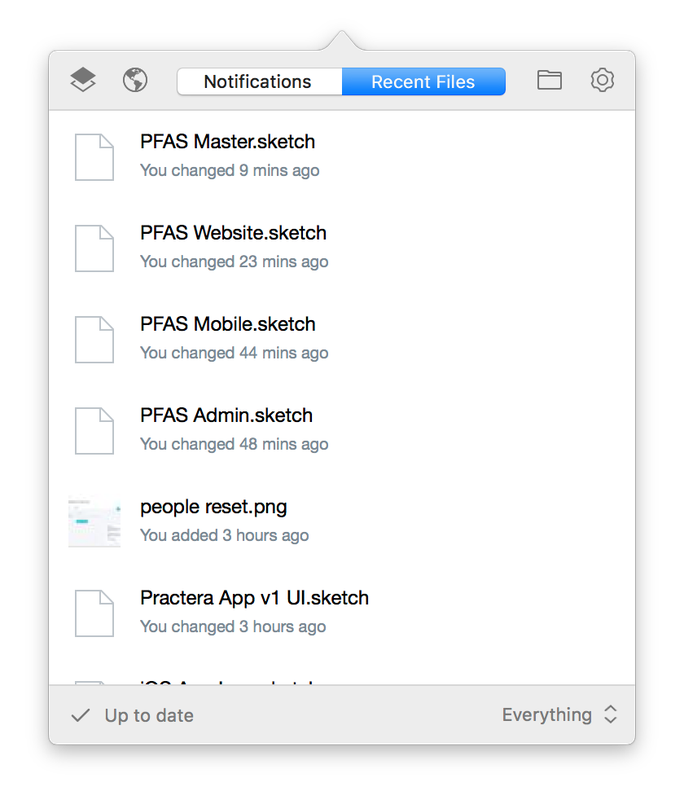 Notifications
Recent Files
PFAS Master.sketch
You changed 9 mins ago
PFAS Website.sketch
You changed 23 mins ago
PFAS Mobile.sketch
You changed 44 mins ago
PFAS Admin.sketch
You changed 48 mins ago
people reset.png
You added 3 hours ago
Practera App v1 UI.sketch
You changed 3 hours ago
Up to date
Everything